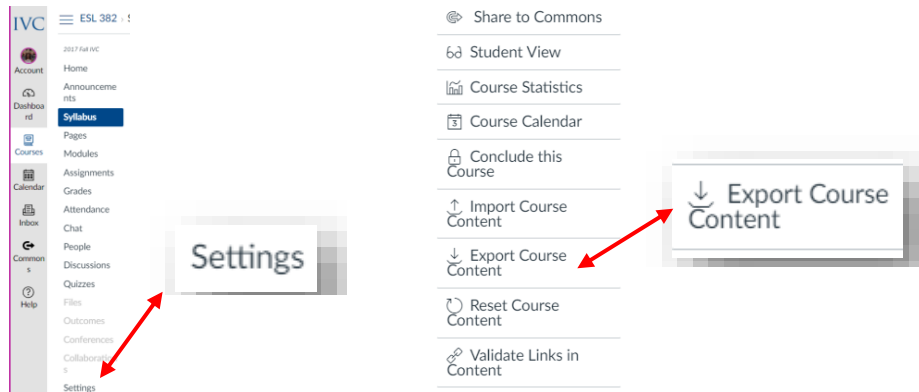 IVC
Account
Dashboa
rd
Courses
Calendar
Inbox
Common
s
Help
ESL 382
2017 Fall IVC
Home
Announceme
nts
Syllabus
Pages
Modules
Assignments
Grades
Attendance
Chat
People
Discussions
Quizzes
Files
Outcomes
Conferences
Collaboratio
s
Settings
Settings
Share to Commons
Student View
Course Statistics
3
Course Calendar
Conclude this
Course
Import Course
Content
Export Course
Content
Reset Course
Content
Validate Links in
Content
Export Course
Content